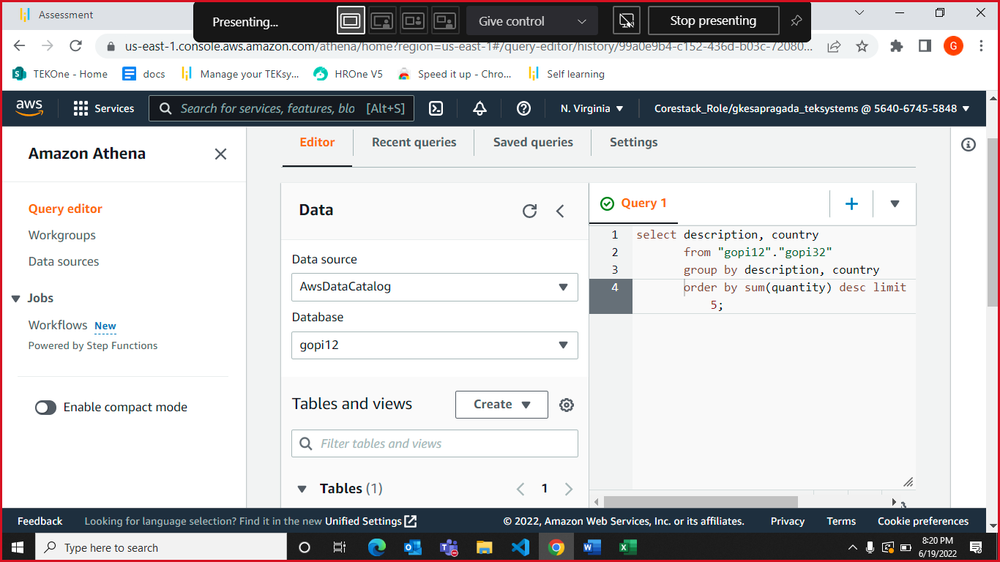 Assessment
Presenting...
Give control
Stop presenting
us-east-1.console.aws.amazon.com/athena/home?region=us-east-1#/query-editor/history/99a0e9b4-c152-436d-b03c-72080...
G
TEKOne - Home
docs
Manage your TEKsy...
HROne V5
Speed it up - Chro...
Self learning
aws
Services
Search for services, features, blo [Alt+S]
N. Virginia
Corestack_Role/gkesapragada_teksystems @ 5640-6745-5848
Amazon Athena
Query editor
Workgroups
Data sources
Jobs
Workflows New
Powered by Step Functions
Enable compact mode
Editor
Recent queries
Saved queries
Settings
Data
Data source
AwsDataCatalog
Database
gopi12
Tables and views
Create
Filter tables and views
Tables (1)
1
Query 1
1 select description, country
2 from "gopi12"."gopi32"
3 group by description, country
4 order by sum(quantity) desc limit
5;
Feedback
Looking for language selection? Find it in the new Unified Settings
© 2022, Amazon Web Services, Inc. or its affiliates.
Privacy
Terms
Cookie preferences
Type here to search
8:20 PM
6/19/2022